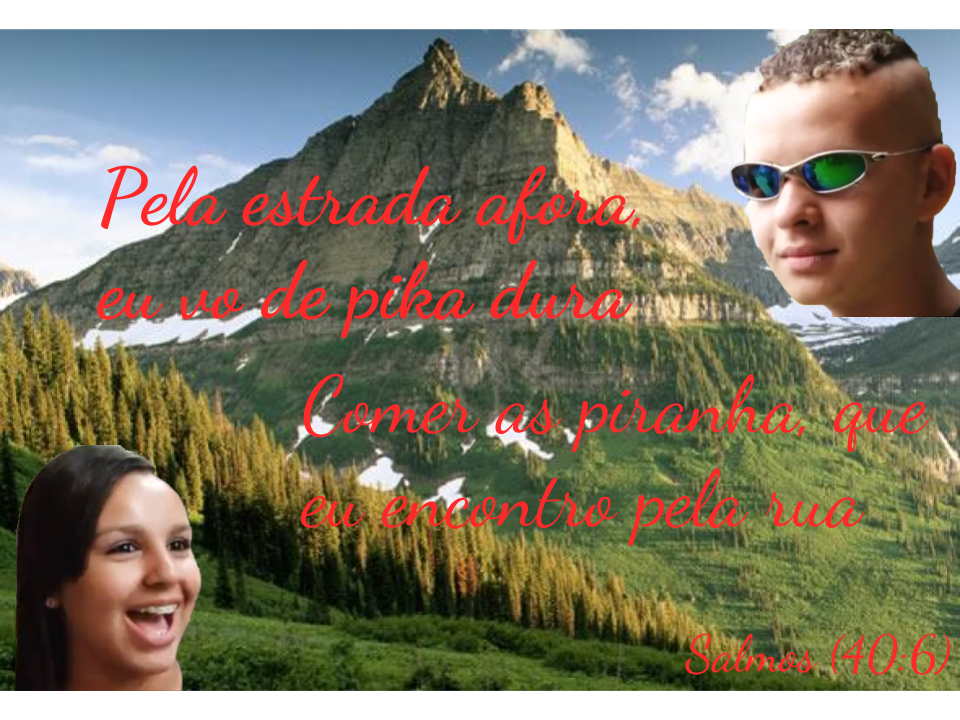 Pela estrada afora,
eu vo de pika dura
Comer as piranha, que
eu encontro pela rua
Salmos (40:6)